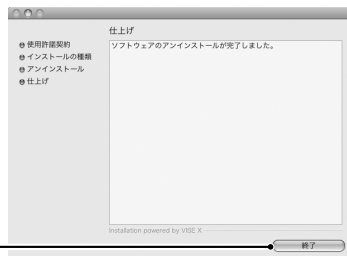 仕上げ
使用許諾契約
インストールの種類
アンインストール
仕上げ
ソフトウェアのアンインストールが完了しました。
Installation powered by VISE X
終了